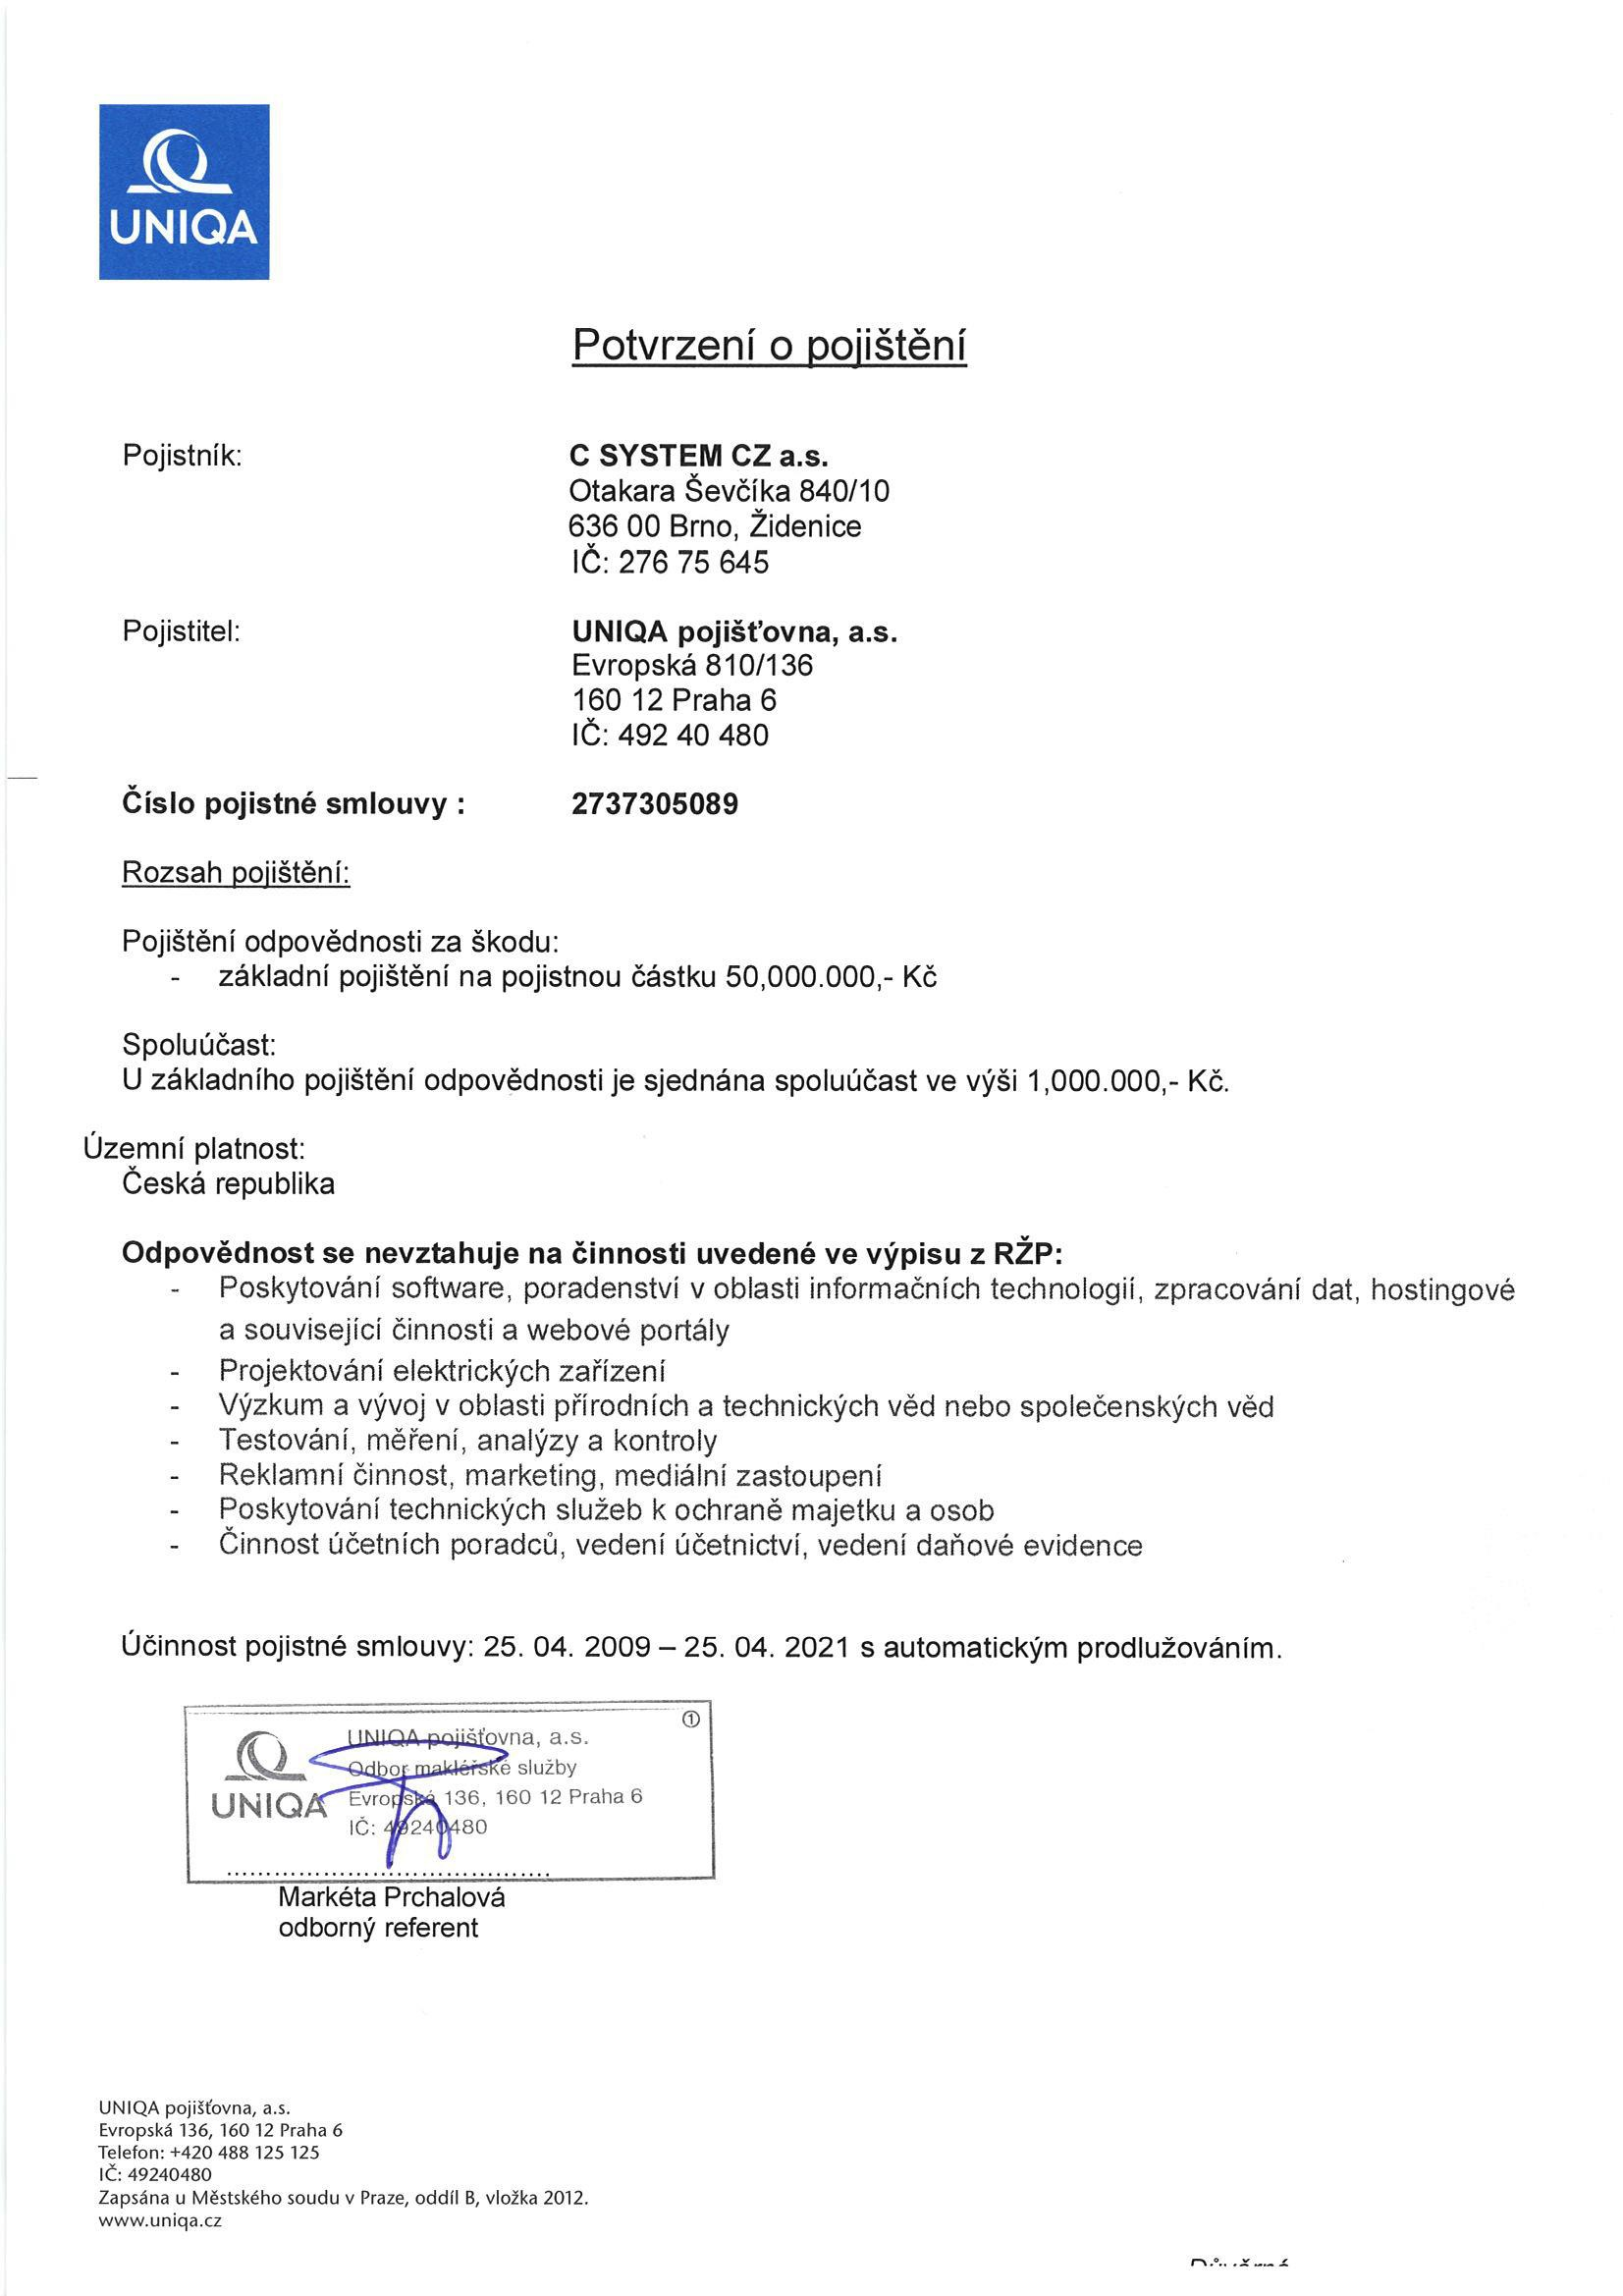 UNIQA
Potvrzení o pojištění
Pojistník:
C SYSTEM CZ a.s.
Otakara Ševčíka 840/10
636 00 Brno, Židenice
IČ: 276 75 645
Pojistitel:
UNIQA pojišťovna, a.s.
Evropská 810/136
160 12 Praha 6
IČ: 492 40 480
Číslo pojistné smlouvy : 2737305089
Rozsah pojištění:
Pojištění odpovědnosti za škodu:
- základní pojištění na pojistnou částku 50,000.000,- Kč
Spoluúčast:
U základního pojištění odpovědnosti je sjednána spoluúčast ve výši 1,000.000,- Kč.
Územní platnost:
Česká republika
Odpovědnost se nevztahuje na činnosti uvedené ve výpisu z RŽP:
- Poskytování software, poradenství v oblasti informačních technologií, zpracování dat, hostingové
a související činnosti a webové portály
- Projektování elektrických zařízení
- Výzkum a vývoj v oblasti přírodních a technických věd nebo společenských věd
- Testování, měření, analýzy a kontroly
- Reklamní činnost, marketing, mediální zastoupení
- Poskytování technických služeb k ochraně majetku a osob
- Činnost účetních poradců, vedení účetnictví, vedení daňové evidence
Účinnost pojistné smlouvy: 25. 04. 2009 – 25. 04. 2021 s automatickým prodlužováním.
①
UNIQA
UNIQA pojišťovna, a.s.
Odbor makléřské služby
Evropská 136, 160 12 Praha 6
IČ: 49240480
Markéta Prchalová
odborný referent
UNIQA pojišťovna, a.s.
Evropská 136, 160 12 Praha 6
Telefon: +420 488 125 125
IČ: 49240480
Zapsána u Městského soudu v Praze, oddíl B, vložka 2012.
www.uniqa.cz